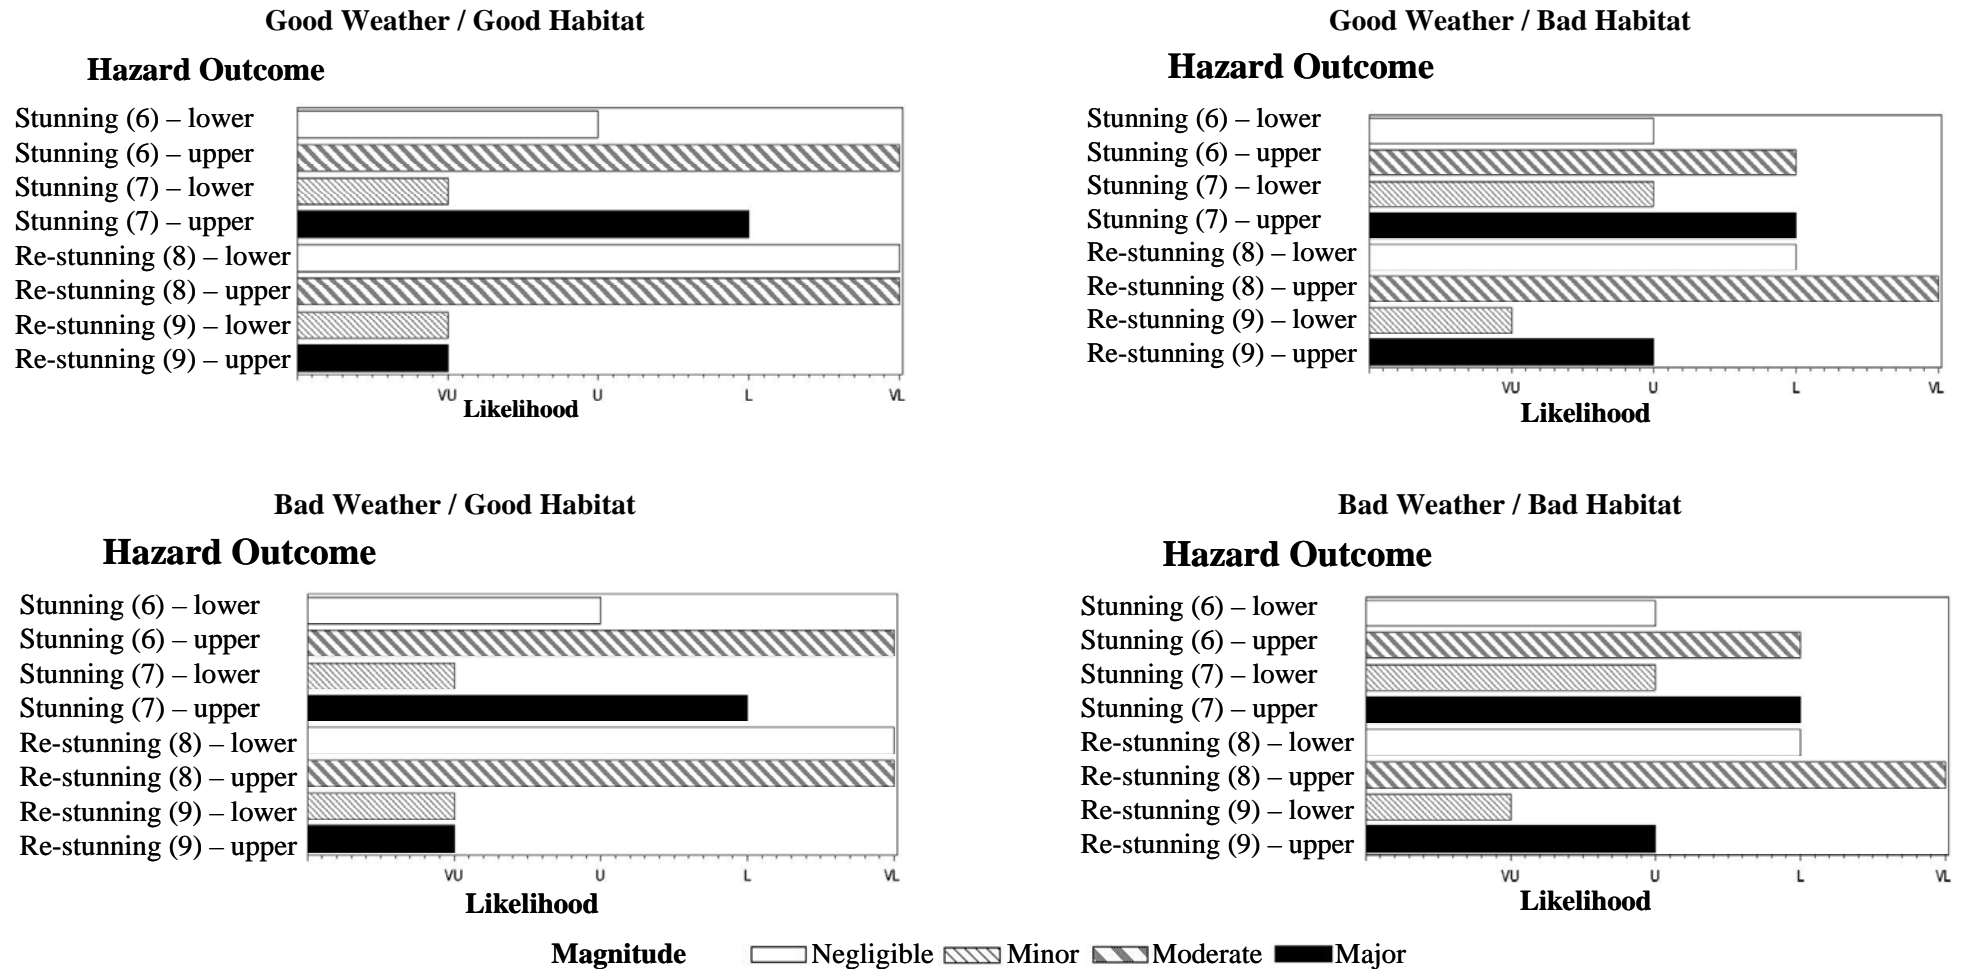 Good Weather / Good Habitat
Hazard Outcome
Stunning (6) – lower
Stunning (6) – upper
Stunning (7) – lower
Stunning (7) – upper
Re-stunning (8) – lower
Re-stunning (8) – upper
Re-stunning (9) – lower
Re-stunning (9) – upper
VU U L VL
Likelihood
Good Weather / Bad Habitat
Hazard Outcome
Stunning (6) – lower
Stunning (6) – upper
Stunning (7) – lower
Stunning (7) – upper
Re-stunning (8) – lower
Re-stunning (8) – upper
Re-stunning (9) – lower
Re-stunning (9) – upper
VU U L VL
Likelihood
Bad Weather / Good Habitat
Hazard Outcome
Stunning (6) – lower
Stunning (6) – upper
Stunning (7) – lower
Stunning (7) – upper
Re-stunning (8) – lower
Re-stunning (8) – upper
Re-stunning (9) – lower
Re-stunning (9) – upper
VU U L VL
Likelihood
Bad Weather / Bad Habitat
Hazard Outcome
Stunning (6) – lower
Stunning (6) – upper
Stunning (7) – lower
Stunning (7) – upper
Re-stunning (8) – lower
Re-stunning (8) – upper
Re-stunning (9) – lower
Re-stunning (9) – upper
VU U L VL
Likelihood
Magnitude Negligible Minor Moderate Major